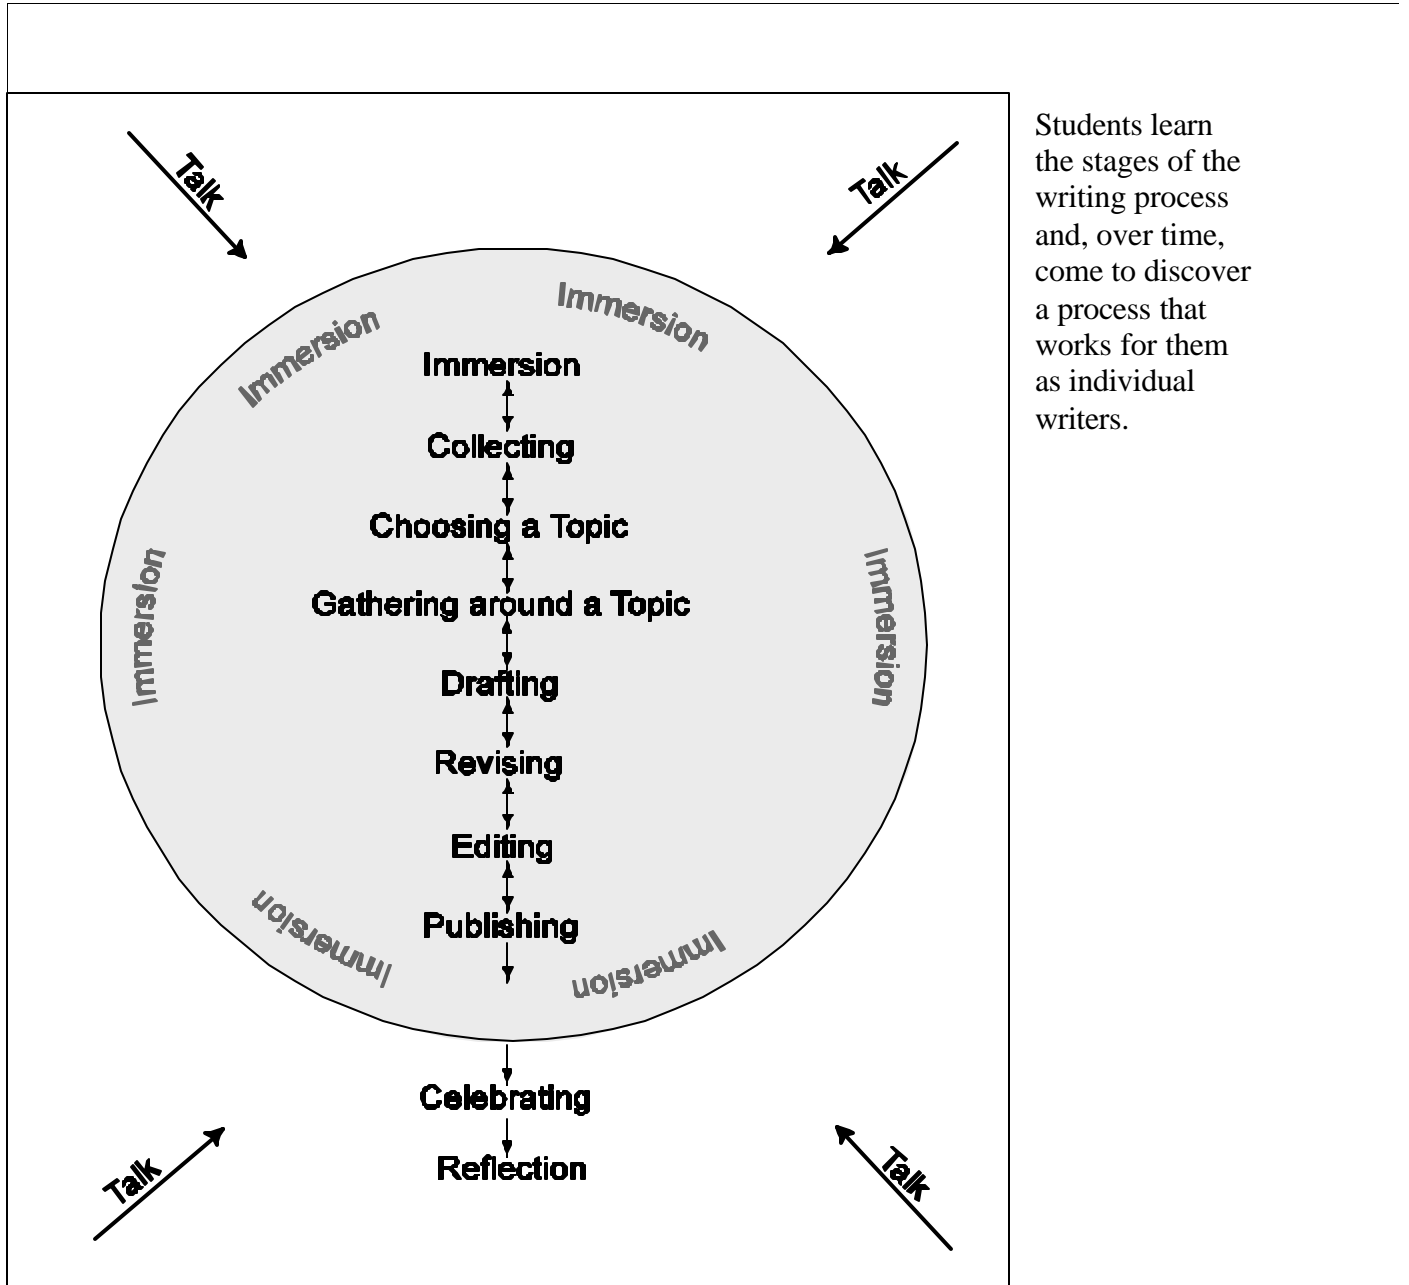 Talk
Talk
Immersion
Immersion
Immersion
Collecting
Choosing a Topic
Immersion
Immersion
Gathering around a Topic
Drafting
Revising
Editing
Immersion
Publishing
Immersion
Celebrating
Talk
Reflection
Talk
Students learn
the stages of the
writing process
and, over time,
come to discover
a process that
works for them
as individual
writers.